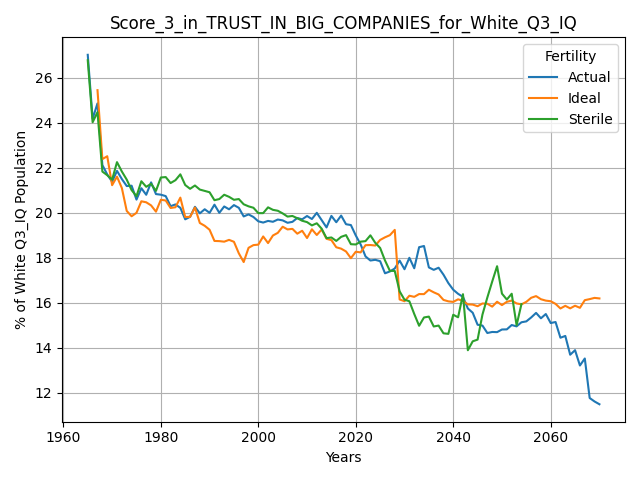 Score_3_in_TRUST_IN_BIG_COMPANIES_for_White_Q3_IQ
Fertility
Actual
Ideal
Sterile
% of White Q3_IQ Population
26
24
22
20
18
16
14
12
1960
1980
2000
2020
2040
2060
Years